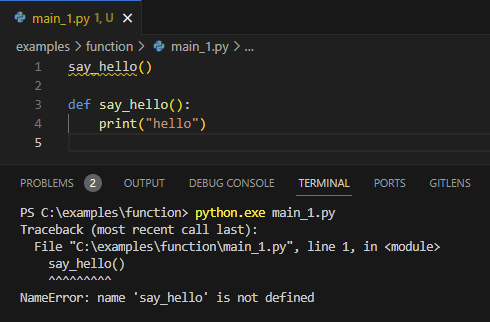 main_1.py 1, U ×
examples > function > main_1.py > ...
1 say_hello()
2
3 def say_hello():
4     print("hello")
5
PROBLEMS 2 OUTPUT DEBUG CONSOLE TERMINAL PORTS GITLENS
PS C:\examples\function> python.exe main_1.py
Traceback (most recent call last):
  File "C:\examples\function\main_1.py", line 1, in <module>
    say_hello()
    ^^^^^^^^^
NameError: name 'say_hello' is not defined